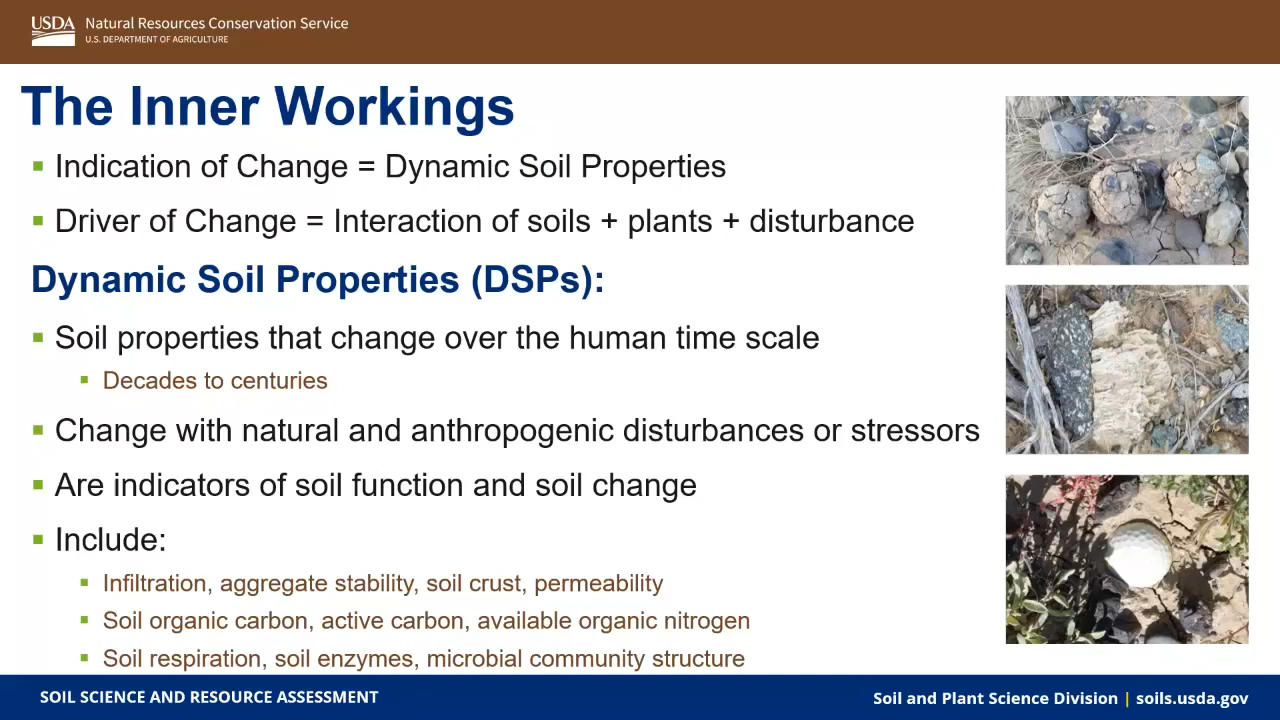 USDA Natural Resources Conservation Service
U.S. DEPARTMENT OF AGRICULTURE
The Inner Workings
Indication of Change = Dynamic Soil Properties
Driver of Change = Interaction of soils + plants + disturbance
Dynamic Soil Properties (DSPs):
Soil properties that change over the human time scale
Decades to centuries
Change with natural and anthropogenic disturbances or stressors
Are indicators of soil function and soil change
Include:
Infiltration, aggregate stability, soil crust, permeability
Soil organic carbon, active carbon, available organic nitrogen
Soil respiration, soil enzymes, microbial community structure
SOIL SCIENCE AND RESOURCE ASSESSMENT
Soil and Plant Science Division | soils.usda.gov